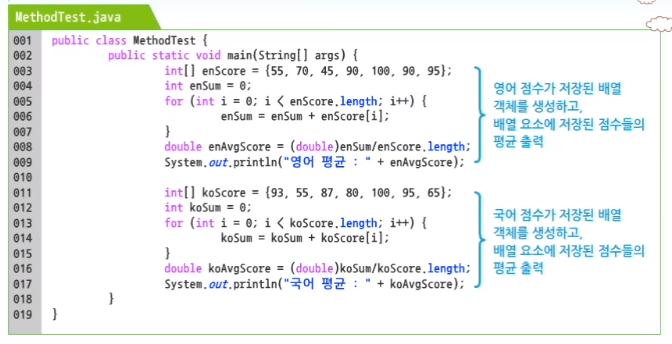 MethodTest.java
001 public class MethodTest {
002 public static void main(String[] args) {
003 int[] enScore = {55, 70, 45, 90, 100, 90, 95};
004 int enSum = 0;
005 for (int i = 0; i < enScore.length; i++) {
006 enSum = enSum + enScore[i];
007 }
008 double enAvgScore = (double)enSum/enScore.length;
009 System.out.println("영어 평균 : " + enAvgScore);
010
011 int[] koScore = {93, 55, 87, 80, 100, 95, 65};
012 int koSum = 0;
013 for (int i = 0; i < koScore.length; i++) {
014 koSum = koSum + koScore[i];
015 }
016 double koAvgScore = (double)koSum/koScore.length;
017 System.out.println("국어 평균 : " + koAvgScore);
018 }
019 }
영어 점수가 저장된 배열
객체를 생성하고,
배열 요소에 저장된 점수들의
평균 출력
국어 점수가 저장된 배열
객체를 생성하고,
배열 요소에 저장된 점수들의
평균 출력